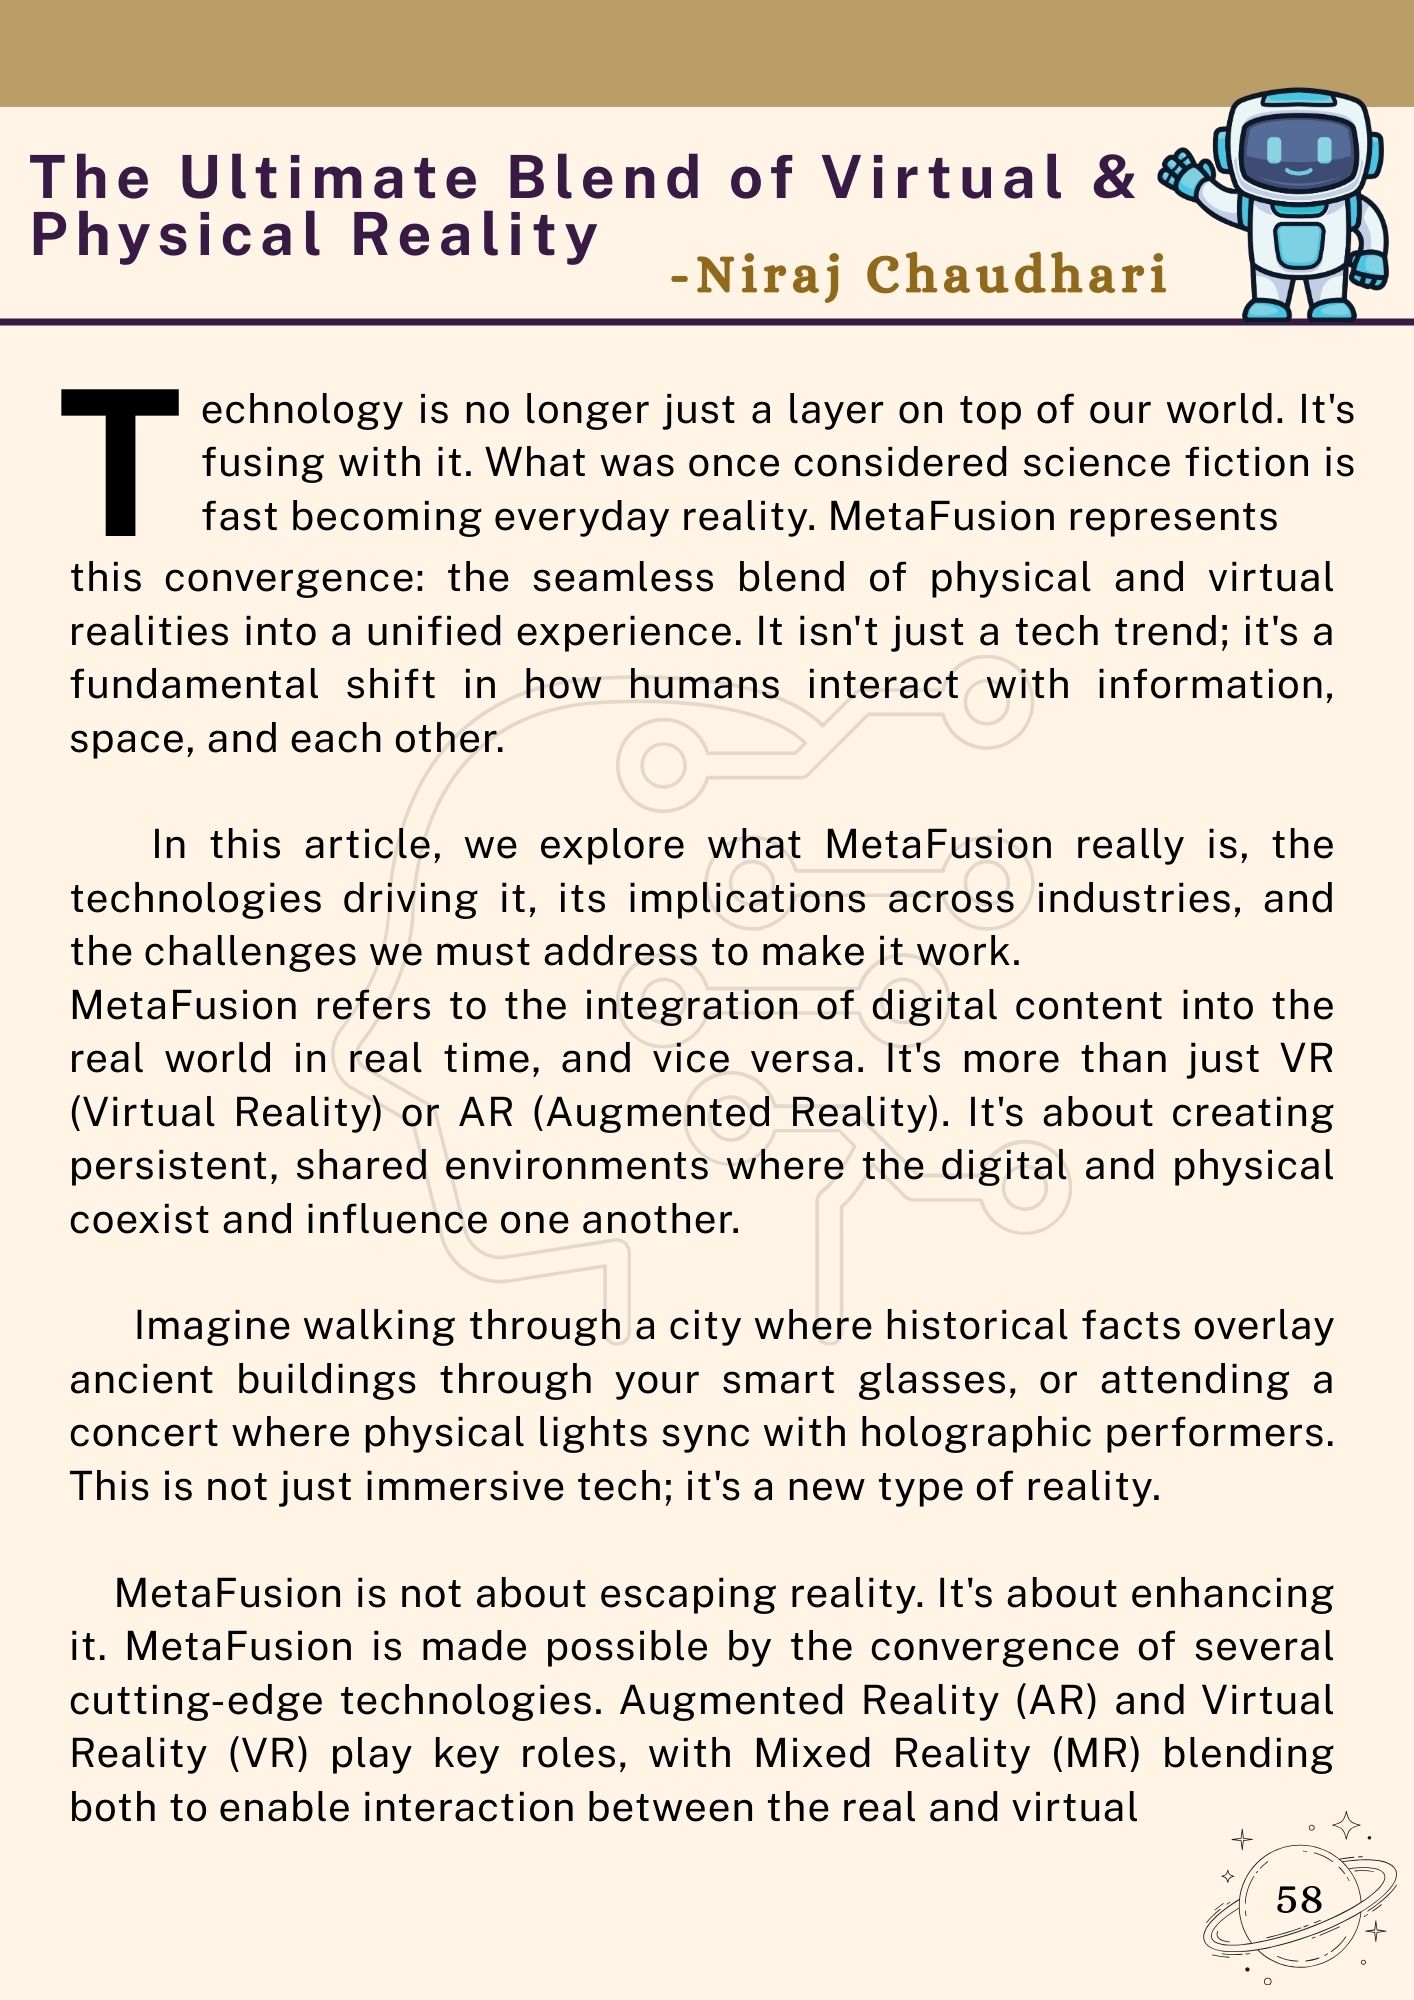 The Ultimate Blend of Virtual &
Physical Reality
-Niraj Chaudhari
Technology is no longer just a layer on top of our world. It's
fusing with it. What was once considered science fiction is
fast becoming everyday reality. MetaFusion represents
this convergence: the seamless blend of physical and virtual
realities into a unified experience. It isn't just a tech trend; it's a
fundamental shift in how humans interact with information,
space, and each other.
In this article, we explore what MetaFusion really is, the
technologies driving it, its implications across industries, and
the challenges we must address to make it work.
MetaFusion refers to the integration of digital content into the
real world in real time, and vice versa. It's more than just VR
(Virtual Reality) or AR (Augmented Reality). It's about creating
persistent, shared environments where the digital and physical
coexist and influence one another.
Imagine walking through a city where historical facts overlay
ancient buildings through your smart glasses, or attending a
concert where physical lights sync with holographic performers.
This is not just immersive tech; it's a new type of reality.
MetaFusion is not about escaping reality. It's about enhancing
it. MetaFusion is made possible by the convergence of several
cutting-edge technologies. Augmented Reality (AR) and Virtual
Reality (VR) play key roles, with Mixed Reality (MR) blending
both to enable interaction between the real and virtual
58